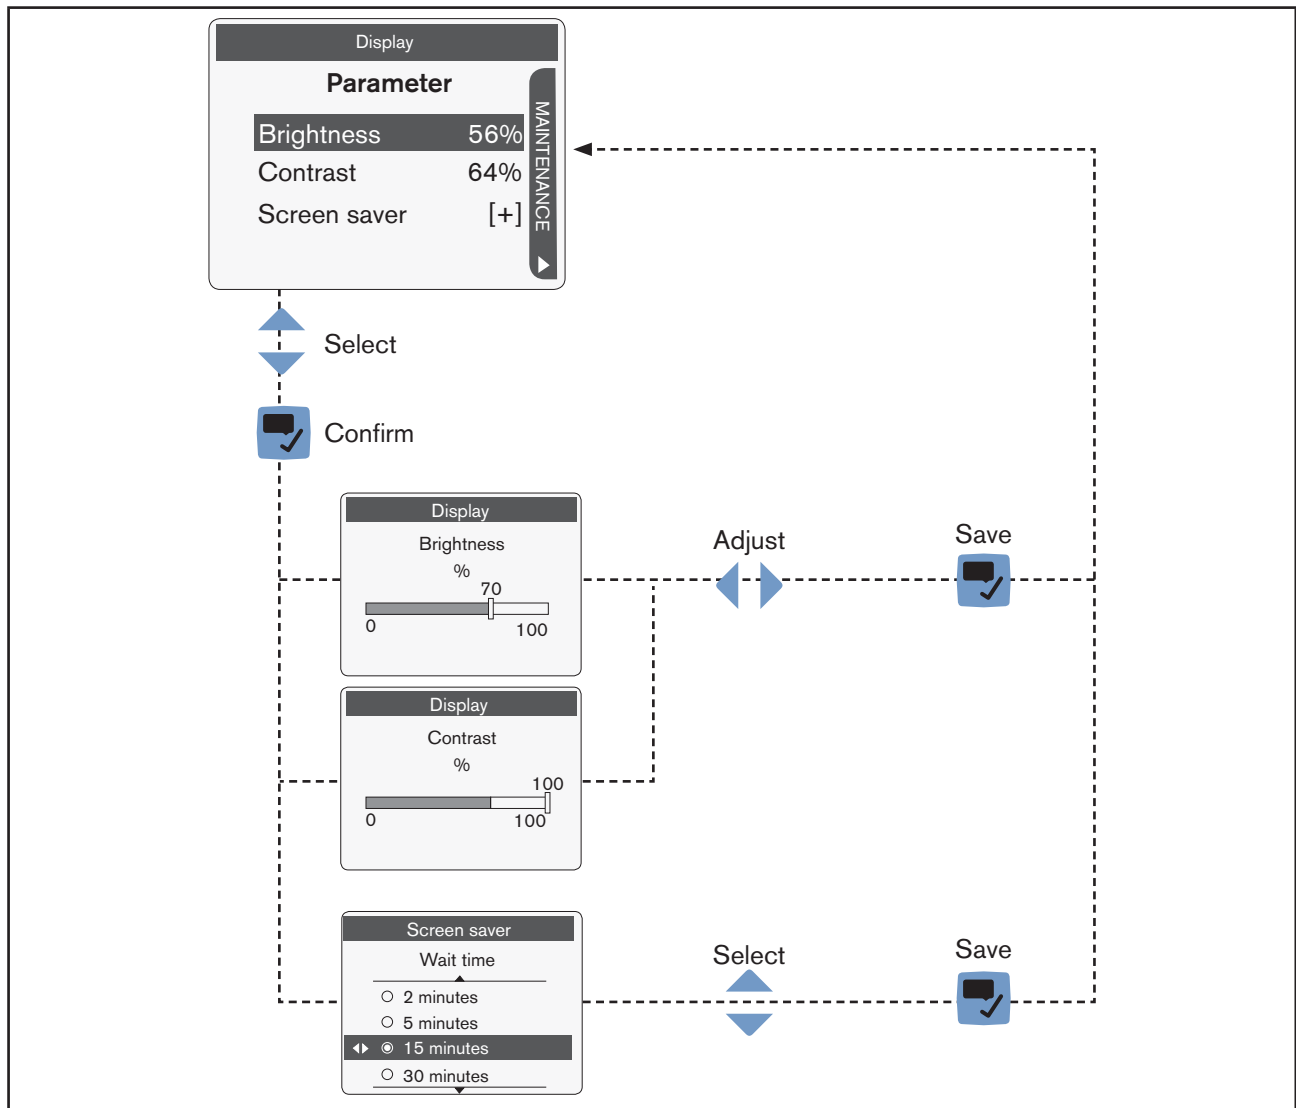 Display
Parameter
Brightness 56%
Contrast 64%
Screen saver [+]
MAINTENANCE
Select
Confirm
Display
Brightness
%
70
0 100
Adjust
Save
Display
Contrast
%
100
0 100
Screen saver
Wait time
2 minutes
5 minutes
15 minutes
30 minutes
Select
Save